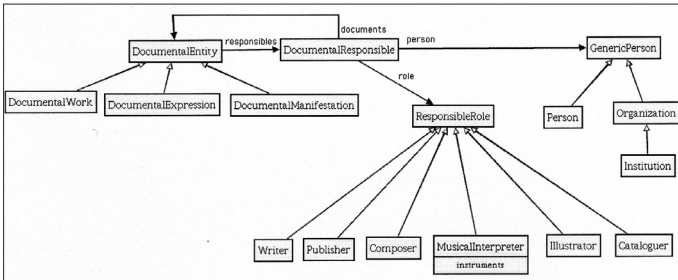 documents
DocumentalEntity
responsibles
DocumentalResponsible
person
GenericPerson
role
DocumentalWork
DocumentalExpression
DocumentalManifestation
ResponsibleRole
Person
Organization
Institution
Writer
Publisher
Composer
MusicalInterpreter
instruments
Illustrator
Cataloguer